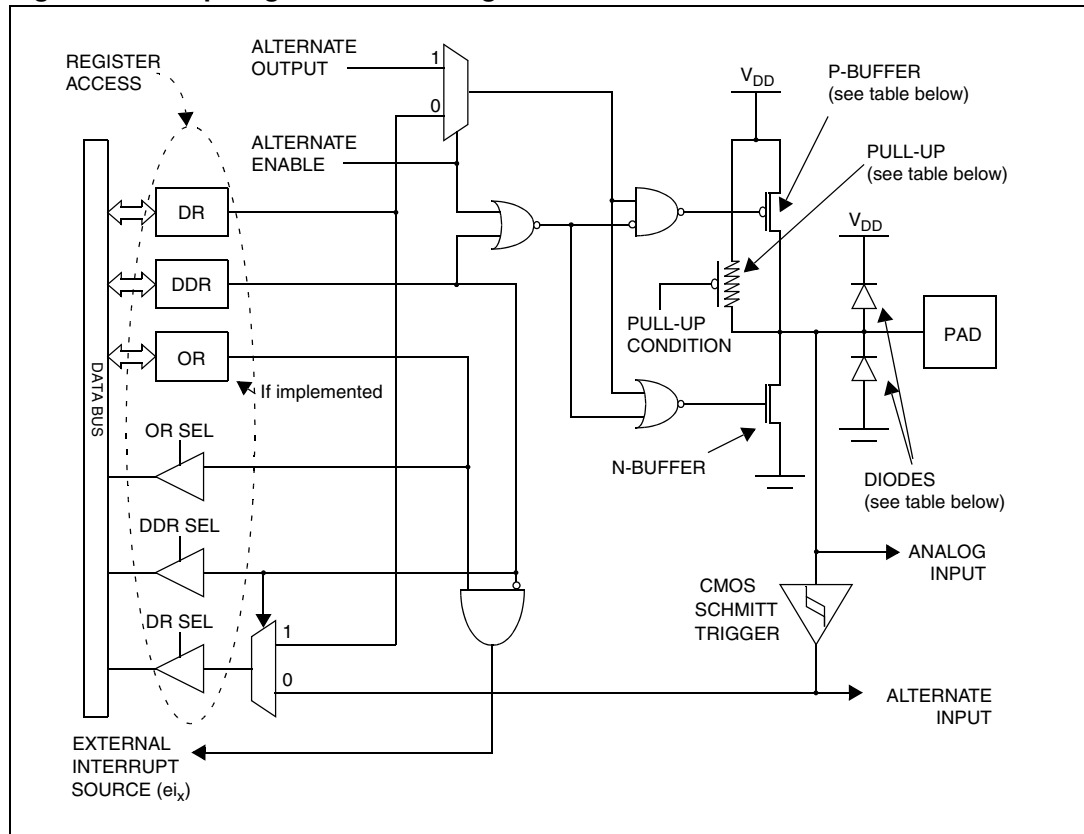 REGISTER
ACCESS
ALTERNATE
OUTPUT
1
0
ALTERNATE
ENABLE
VDD
P-BUFFER
(see table below)
PULL-UP
(see table below)
DR
DDR
OR
If implemented
DATA BUS
PULL-UP
CONDITION
VDD
PAD
N-BUFFER
DIODES
(see table below)
OR SEL
DDR SEL
DR SEL
1
0
ANALOG
INPUT
CMOS
SCHMITT
TRIGGER
ALTERNATE
INPUT
EXTERNAL
INTERRUPT
SOURCE (eix)